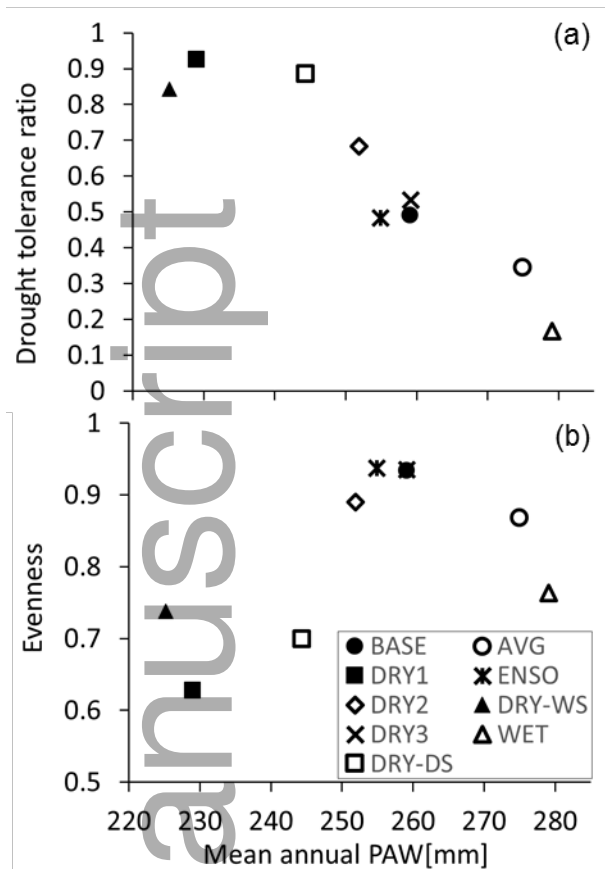 (a)
1
0.9
0.8
0.7
0.6
0.5
0.4
0.3
0.2
0.1
0
Drought tolerance ratio
(b)
1
0.9
0.8
0.7
0.6
0.5
Evenness
BASE AVG
DRY1 ENSO
DRY2 DRY-WS
DRY3 WET
DRY-DS
220 230 240 250 260 270 280
Mean annual PAW[mm]
anuscript